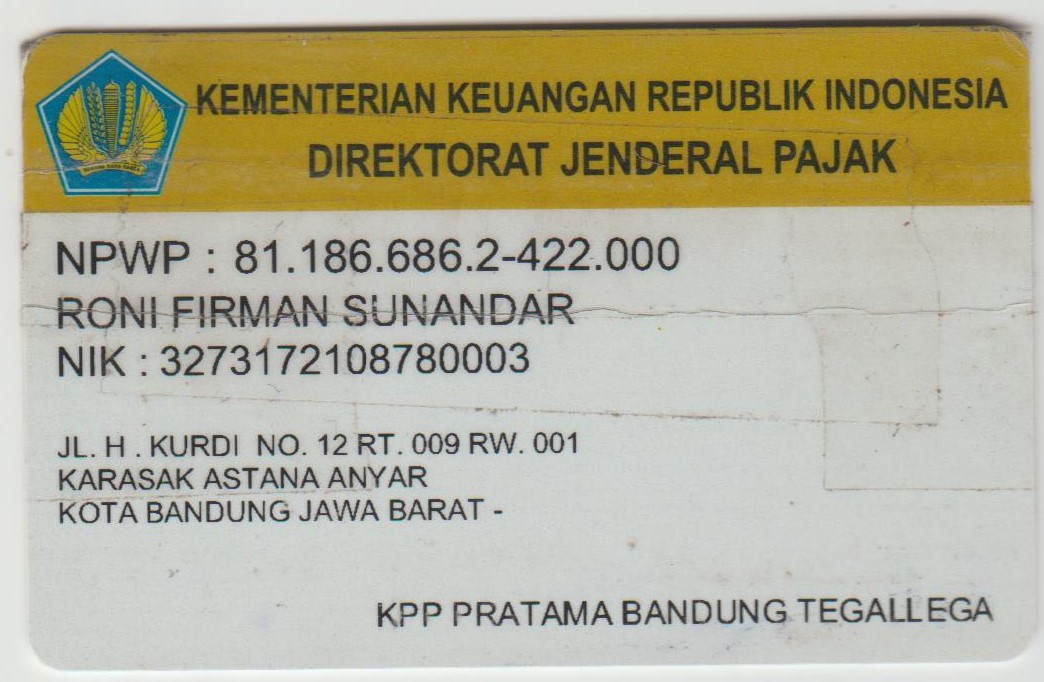 KEMENTERIAN KEUANGAN REPUBLIK INDONESIA
DIREKTORAT JENDERAL PAJAK
NPWP : 81.186.686.2-422.000
RONI FIRMAN SUNANDAR
NIK : 3273172108780003
JL. H . KURDI NO. 12 RT. 009 RW. 001
KARASAK ASTANA ANYAR
KOTA BANDUNG JAWA BARAT -
KPP PRATAMA BANDUNG TEGALLEGA